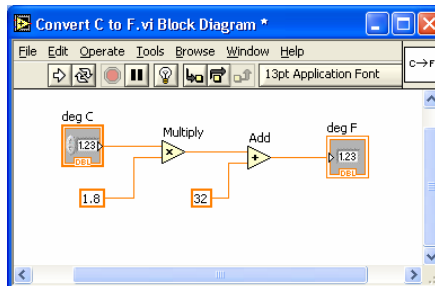 Convert C to F.vi Block Diagram *
File Edit Operate Tools Browse Window Help
13pt Application Font
C→F
deg C
Multiply
Add
deg F
1.23
DBL
1.23
DBL
1.8
32